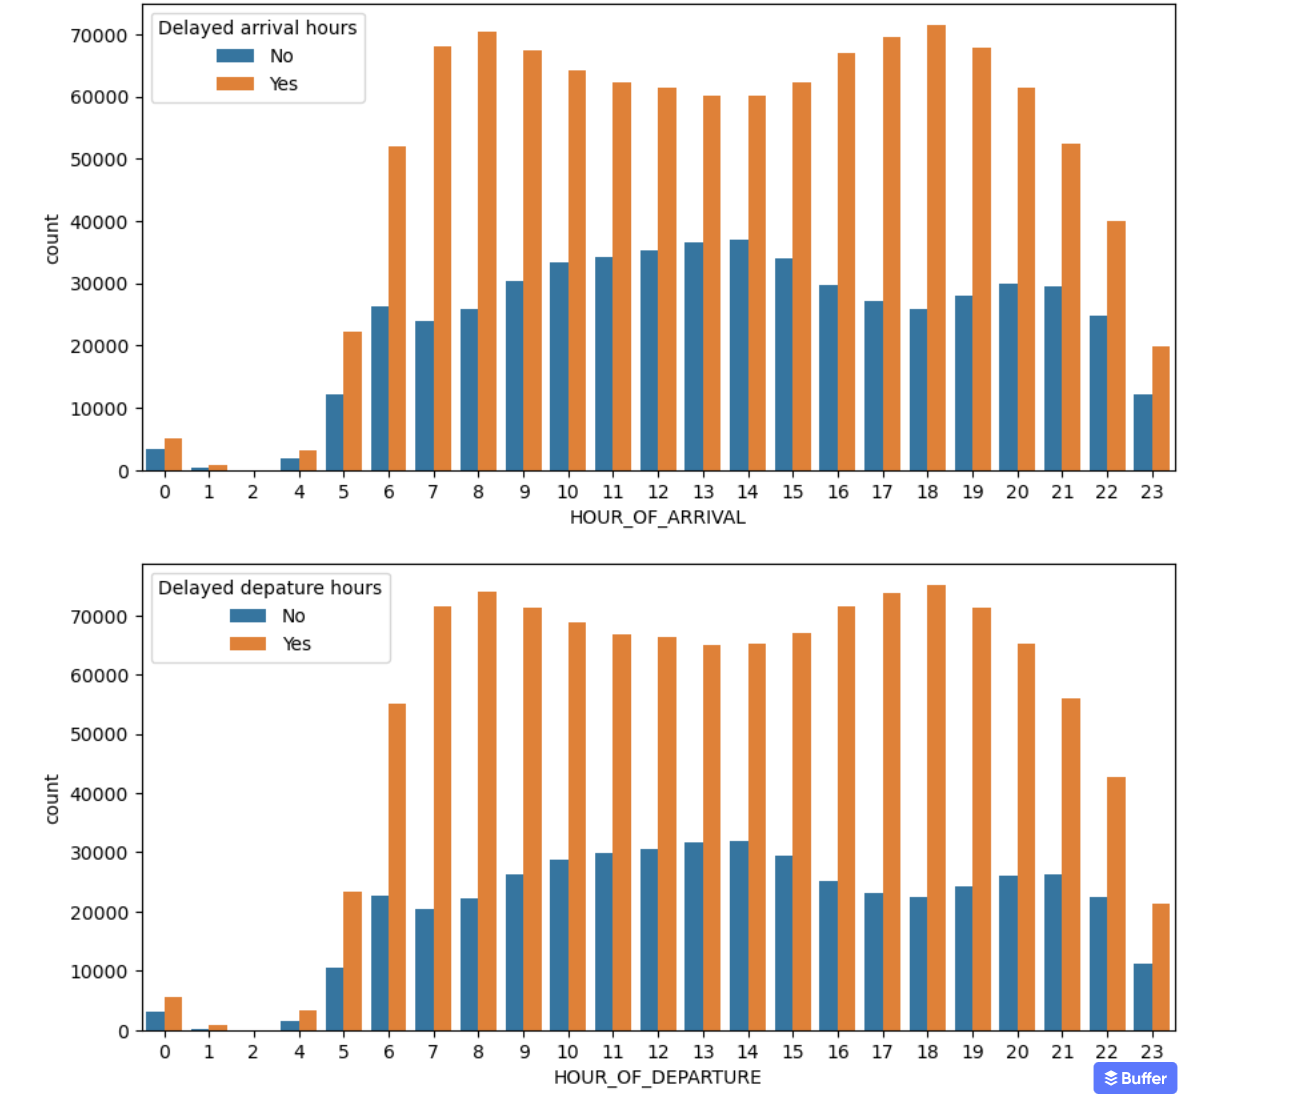 Delayed arrival hours
No
Yes
70000
60000
50000
40000
30000
20000
10000
0
count
0 1 2 4 5 6 7 8 9 10 11 12 13 14 15 16 17 18 19 20 21 22 23
HOUR_OF_ARRIVAL
Delayed depature hours
No
Yes
70000
60000
50000
40000
30000
20000
10000
0
count
0 1 2 4 5 6 7 8 9 10 11 12 13 14 15 16 17 18 19 20 21 22 23
HOUR_OF_DEPARTURE
Buffer